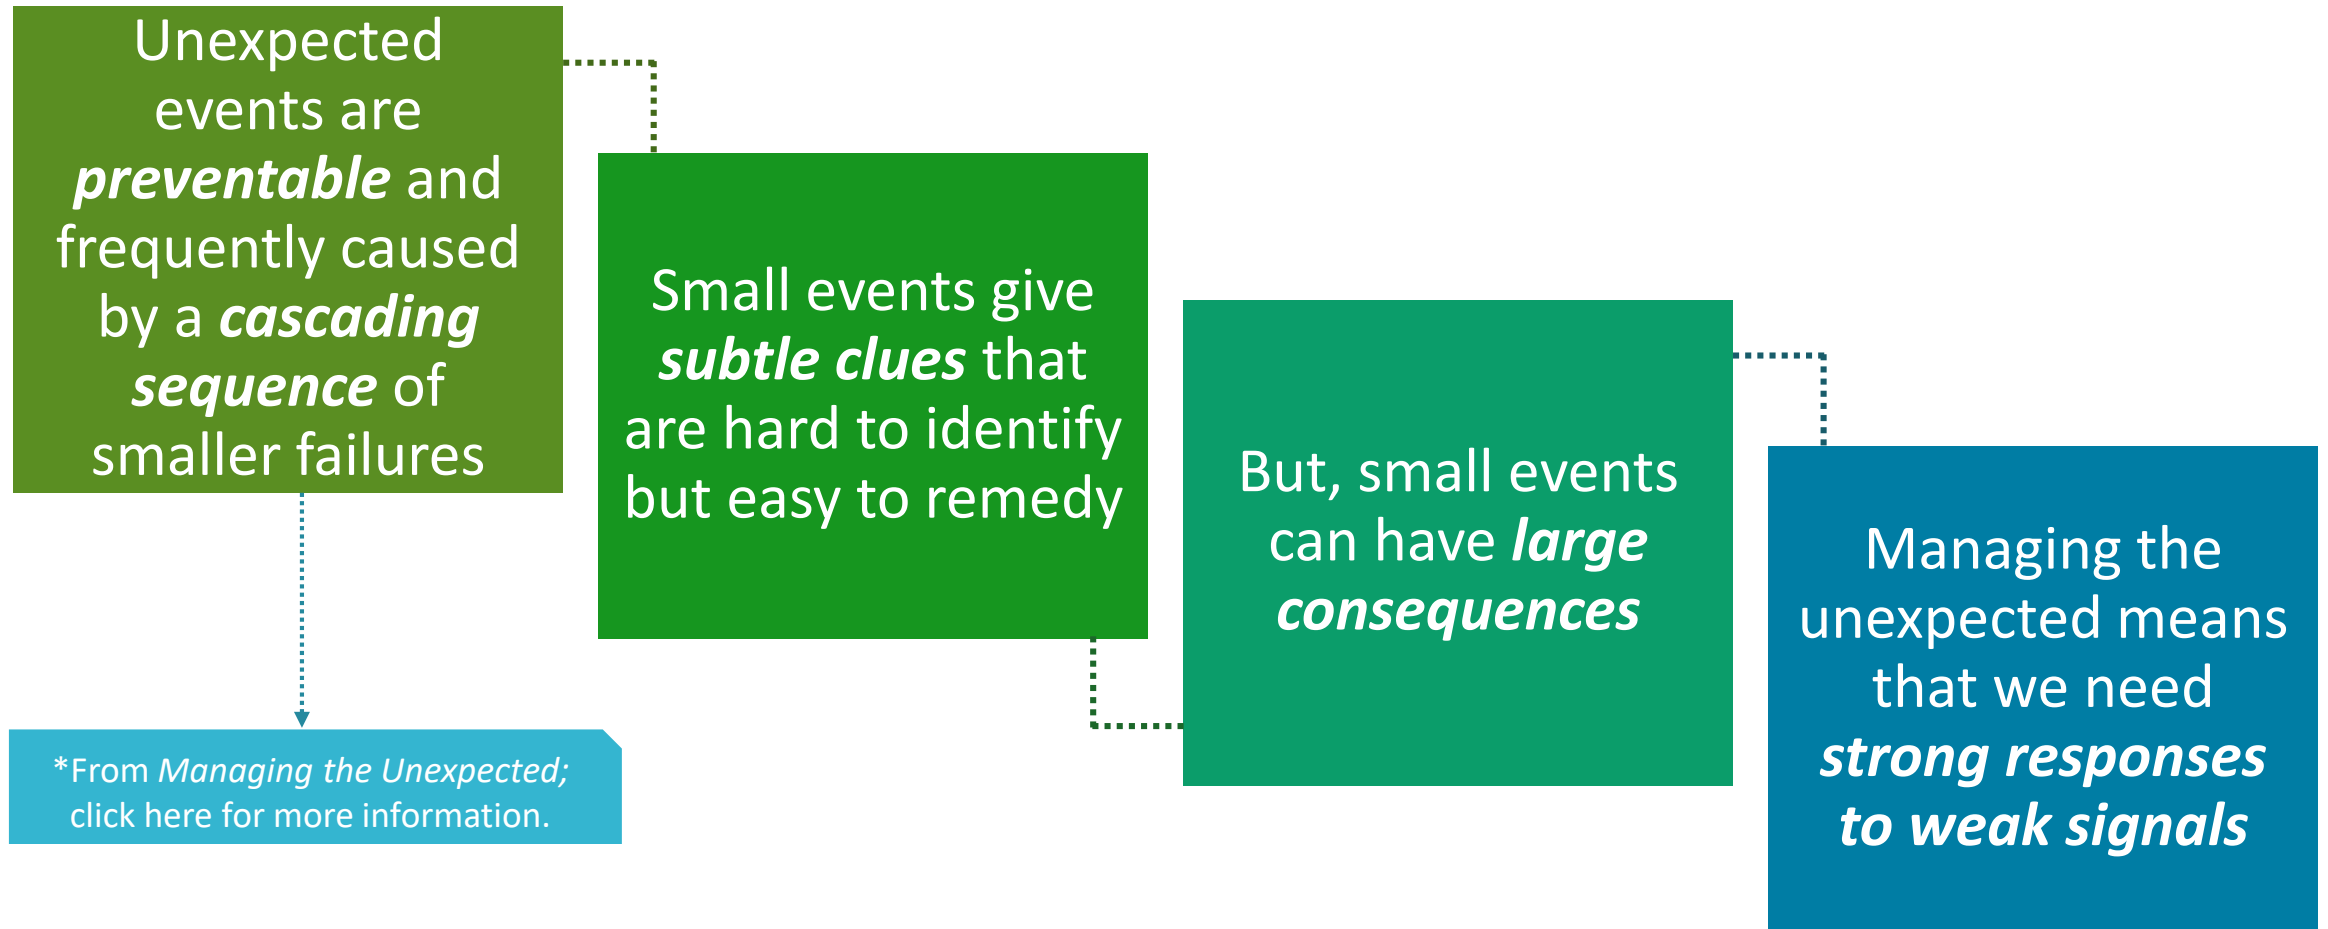 Unexpected
events are
preventable and
frequently caused
by a cascading
sequence of
smaller failures
Small events give
subtle clues that
are hard to identify
but easy to remedy
But, small events
can have large
consequences
Managing the
unexpected means
that we need
strong responses
to weak signals
*From Managing the Unexpected;
click here for more information.